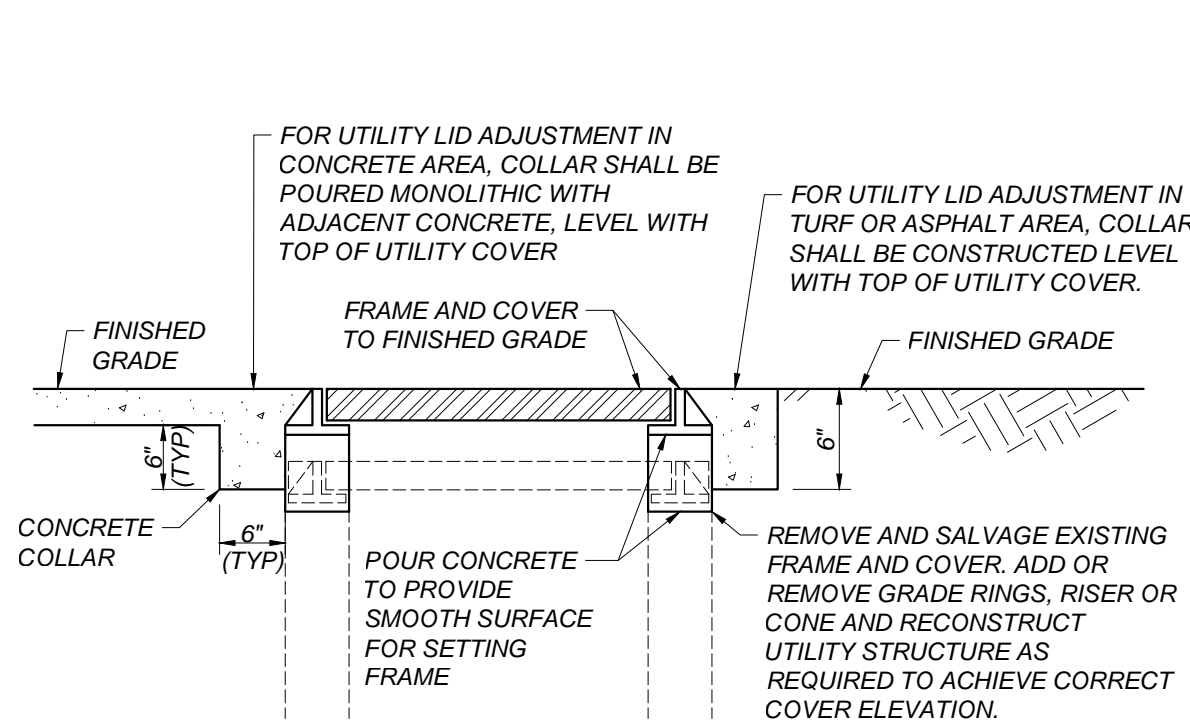 FOR UTILITY LID ADJUSTMENT IN
CONCRETE AREA, COLLAR SHALL BE
POURED MONOLITHIC WITH
ADJACENT CONCRETE, LEVEL WITH
TOP OF UTILITY COVER
FOR UTILITY LID ADJUSTMENT IN
TURF OR ASPHALT AREA, COLLAR
SHALL BE CONSTRUCTED LEVEL
WITH TOP OF UTILITY COVER.
FRAME AND COVER
TO FINISHED GRADE
FINISHED
GRADE
FINISHED GRADE
6"
(TYP)
6"
CONCRETE
COLLAR
6"
(TYP)
POUR CONCRETE
TO PROVIDE
SMOOTH SURFACE
FOR SETTING
FRAME
REMOVE AND SALVAGE EXISTING
FRAME AND COVER. ADD OR
REMOVE GRADE RINGS, RISER OR
CONE AND RECONSTRUCT
UTILITY STRUCTURE AS
REQUIRED TO ACHIEVE CORRECT
COVER ELEVATION.